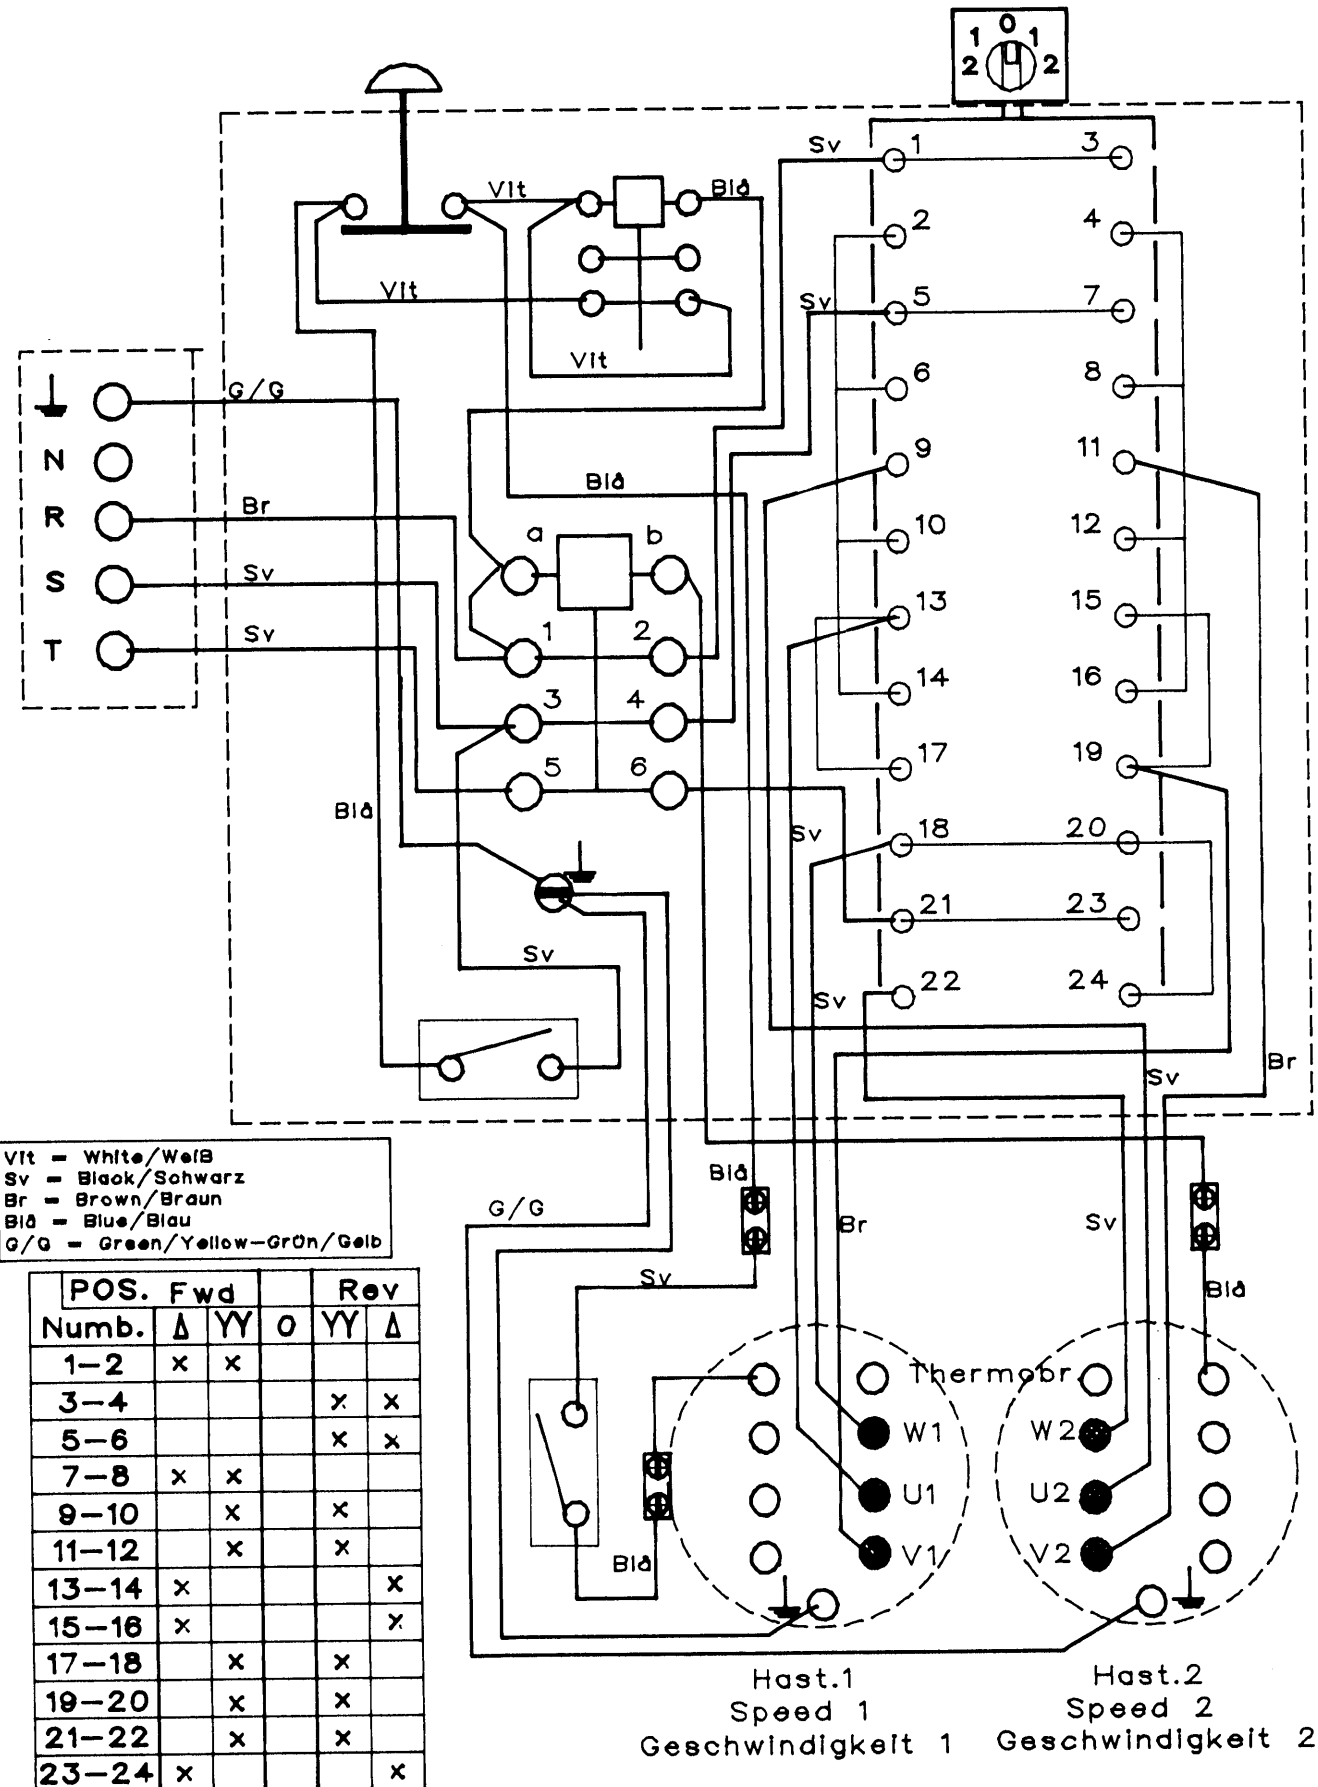 0
1 1
2 2
Sv 1 3
Vit Blå
2 4
Vit
Sv 5 7
Vit
6 8
G/G
N
9 11
Blå
R Br
10 12
a b
S Sv
13 15
T Sv
1 2
14 16
3 4
17 19
5 6
Blå
Sv 18 20
21 23
Sv
22 24
Sv
Sv Br
Vit = White/Weiß
Sv = Black/Schwarz
Br = Brown/Braun
Blå = Blue/Blau
G/G = Green/Yellow-Grün/Gelb
Blå
G/G Br Sv
Sv Blå
POS. Fwd Rev
Numb. Δ YY 0 YY Δ
1-2 x x
3-4 x x
5-6 x x
7-8 x x
9-10 x x
11-12 x x
13-14 x x
15-16 x x
17-18 x x
19-20 x x
21-22 x x
23-24 x x
Thermobr.
W1 W2
U1 U2
V1 V2
Blå
Hast.1
Speed 1
Geschwindigkeit 1
Hast.2
Speed 2
Geschwindigkeit 2